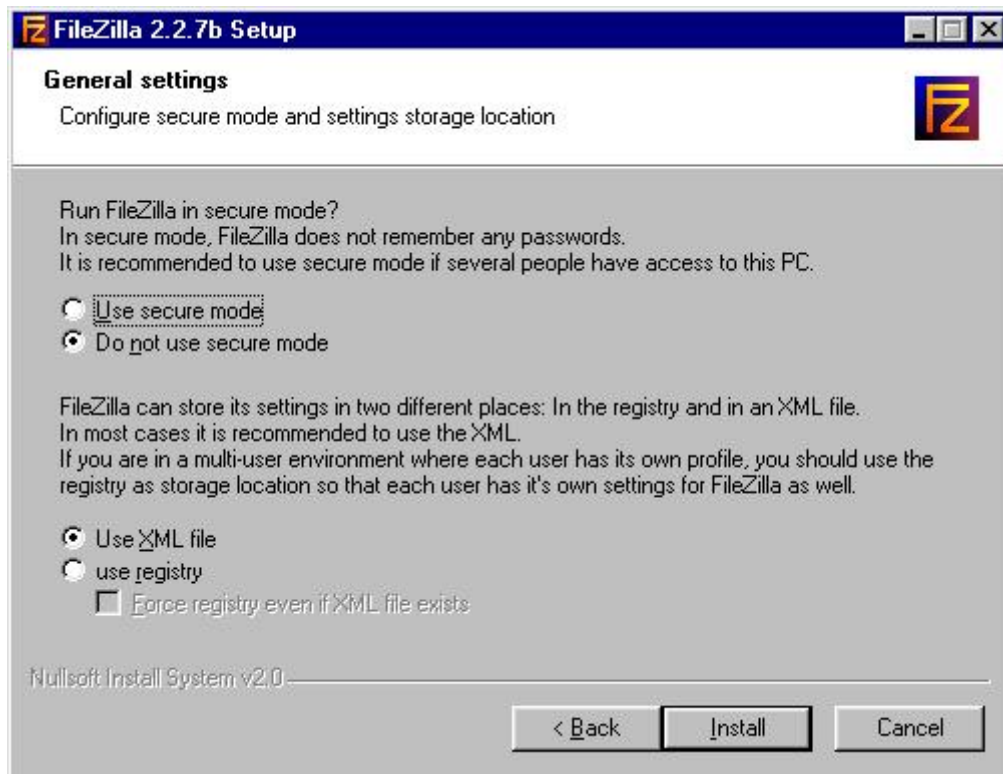 FileZilla 2.2.7b Setup
General settings
Configure secure mode and settings storage location
FZ
Run FileZilla in secure mode?
In secure mode, FileZilla does not remember any passwords.
It is recommended to use secure mode if several people have access to this PC.
Use secure mode
Do not use secure mode
FileZilla can store its settings in two different places: In the registry and in an XML file.
In most cases it is recommended to use the XML.
If you are in a multi-user environment where each user has its own profile, you should use the
registry as storage location so that each user has it's own settings for FileZilla as well.
Use XML file
use registry
Force registry even if XML file exists
Nullsoft Install System v2.0
< Back
Install
Cancel